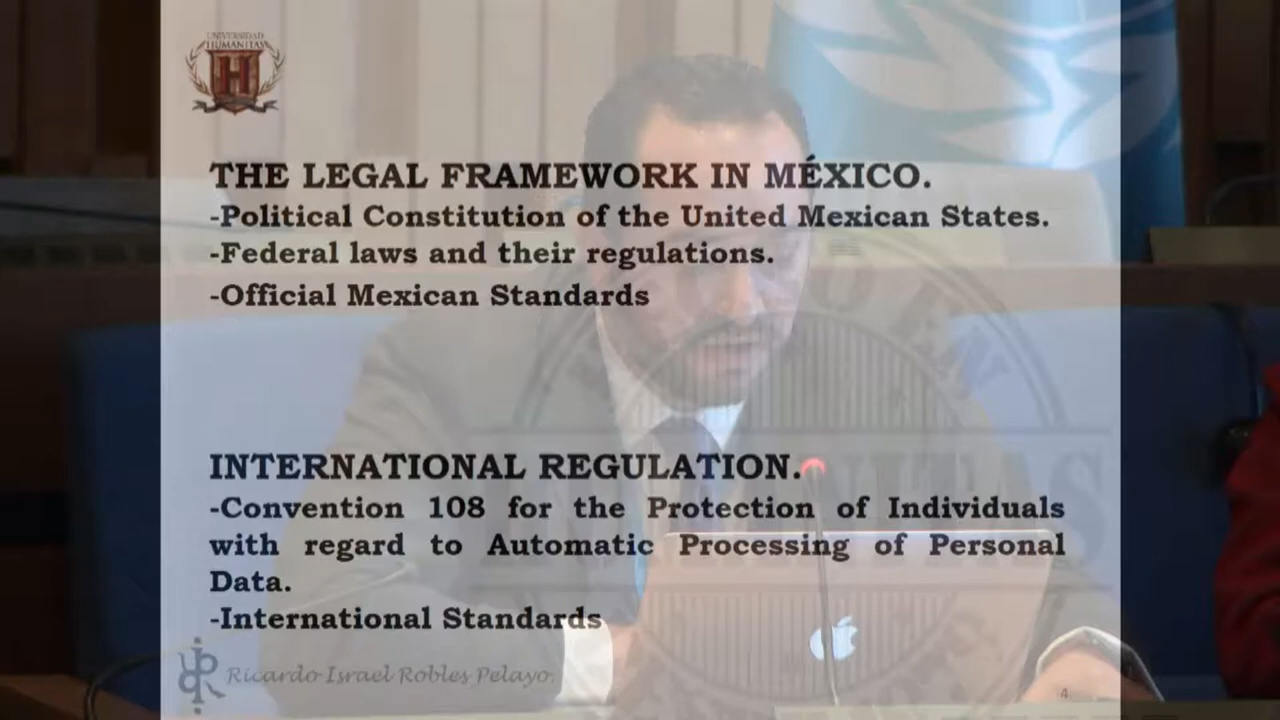 UNIVERSIDAD
HUMANITAS
H
THE LEGAL FRAMEWORK IN MÉXICO.
-Political Constitution of the United Mexican States.
-Federal laws and their regulations.
-Official Mexican Standards
INTERNATIONAL REGULATION.
-Convention 108 for the Protection of Individuals
with regard to Automatic Processing of Personal
Data.
-International Standards
Ricardo Israel Robles Pelayo.
4